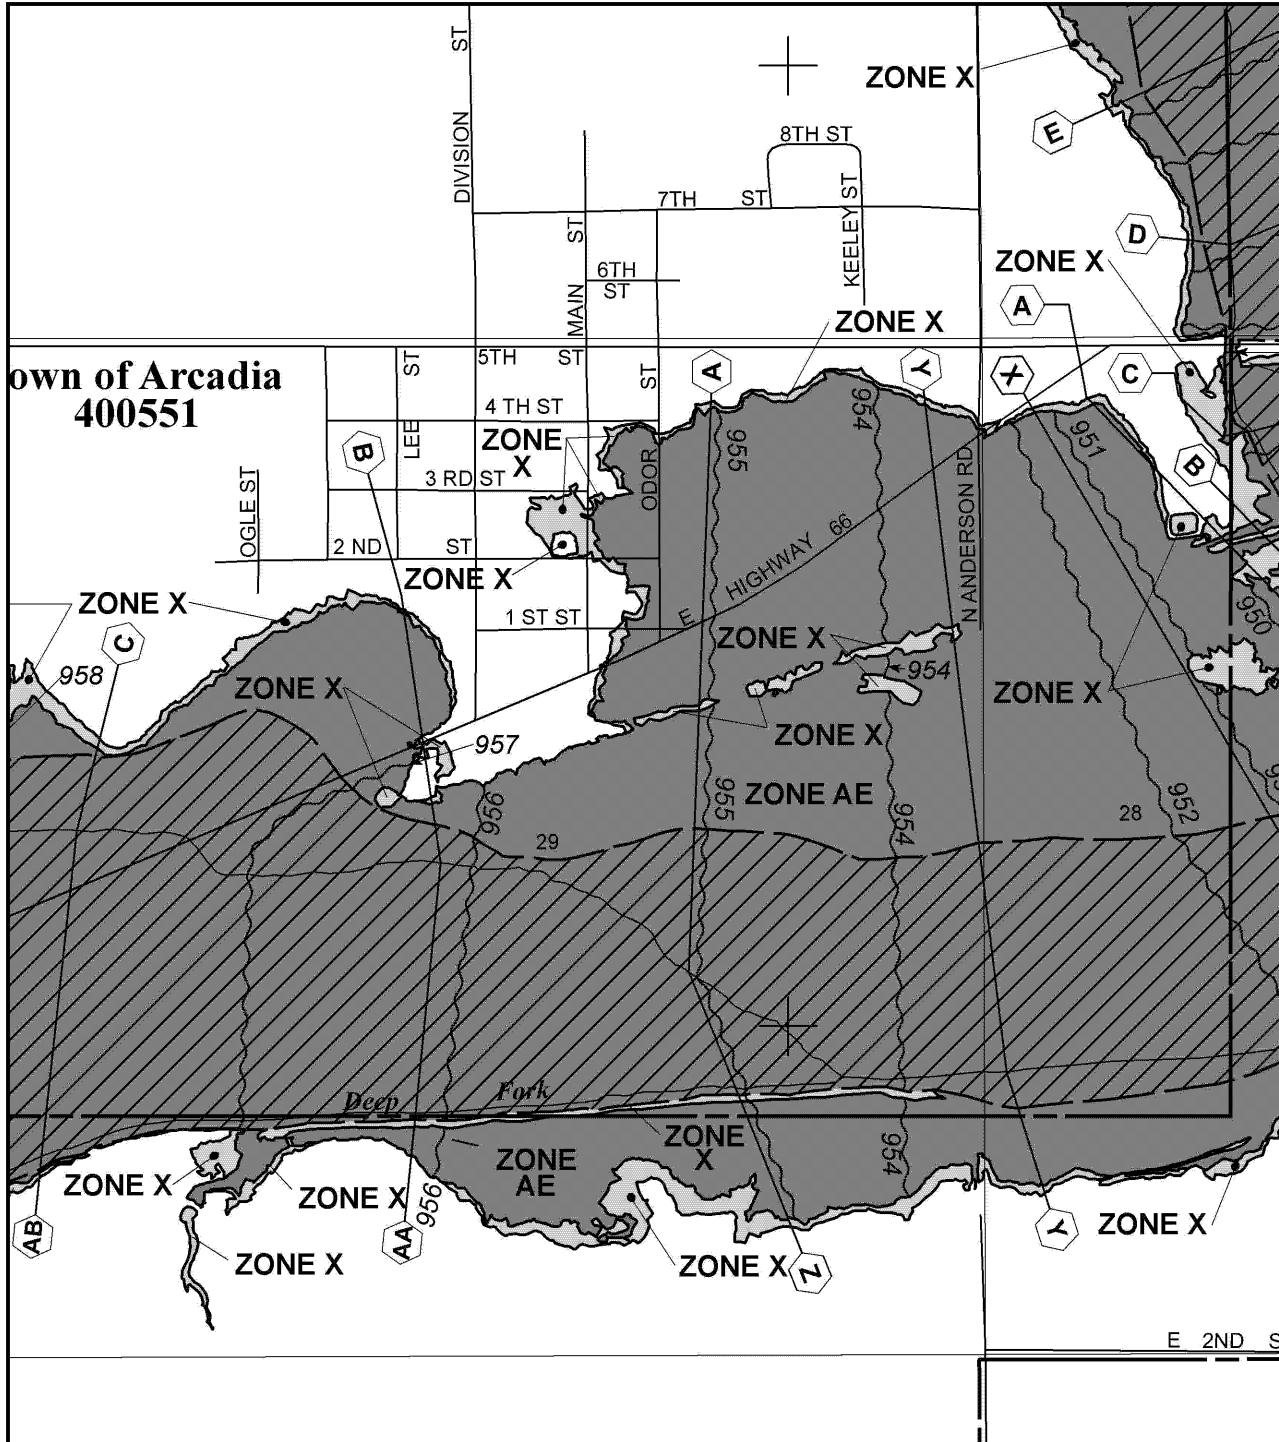 ST
DIVISION
ZONE X
E
8TH ST
7TH ST
KEELEY ST
D
ST
MAIN
6TH
ST
ZONE X
A
ZONE X
own of Arcadia
400551
ST
LEE
5TH ST
ST
A
Y
X
C
4 TH ST
954
951
955
B
ZONE
X
ODOR
B
3 RD ST
OGLE ST
N ANDERSON RD
2 ND ST
E HIGHWAY 66
ZONE X
ZONE X
1 ST ST
950
C
ZONE X
958
954
ZONE X
ZONE X
957
ZONE X
956
955
ZONE AE
954
952
28
29
Deep Fork
ZONE
X
ZONE
AE
954
ZONE X
ZONE X
956
AB
AA
Y
ZONE X
ZONE X
ZONE X
Z
E 2ND S